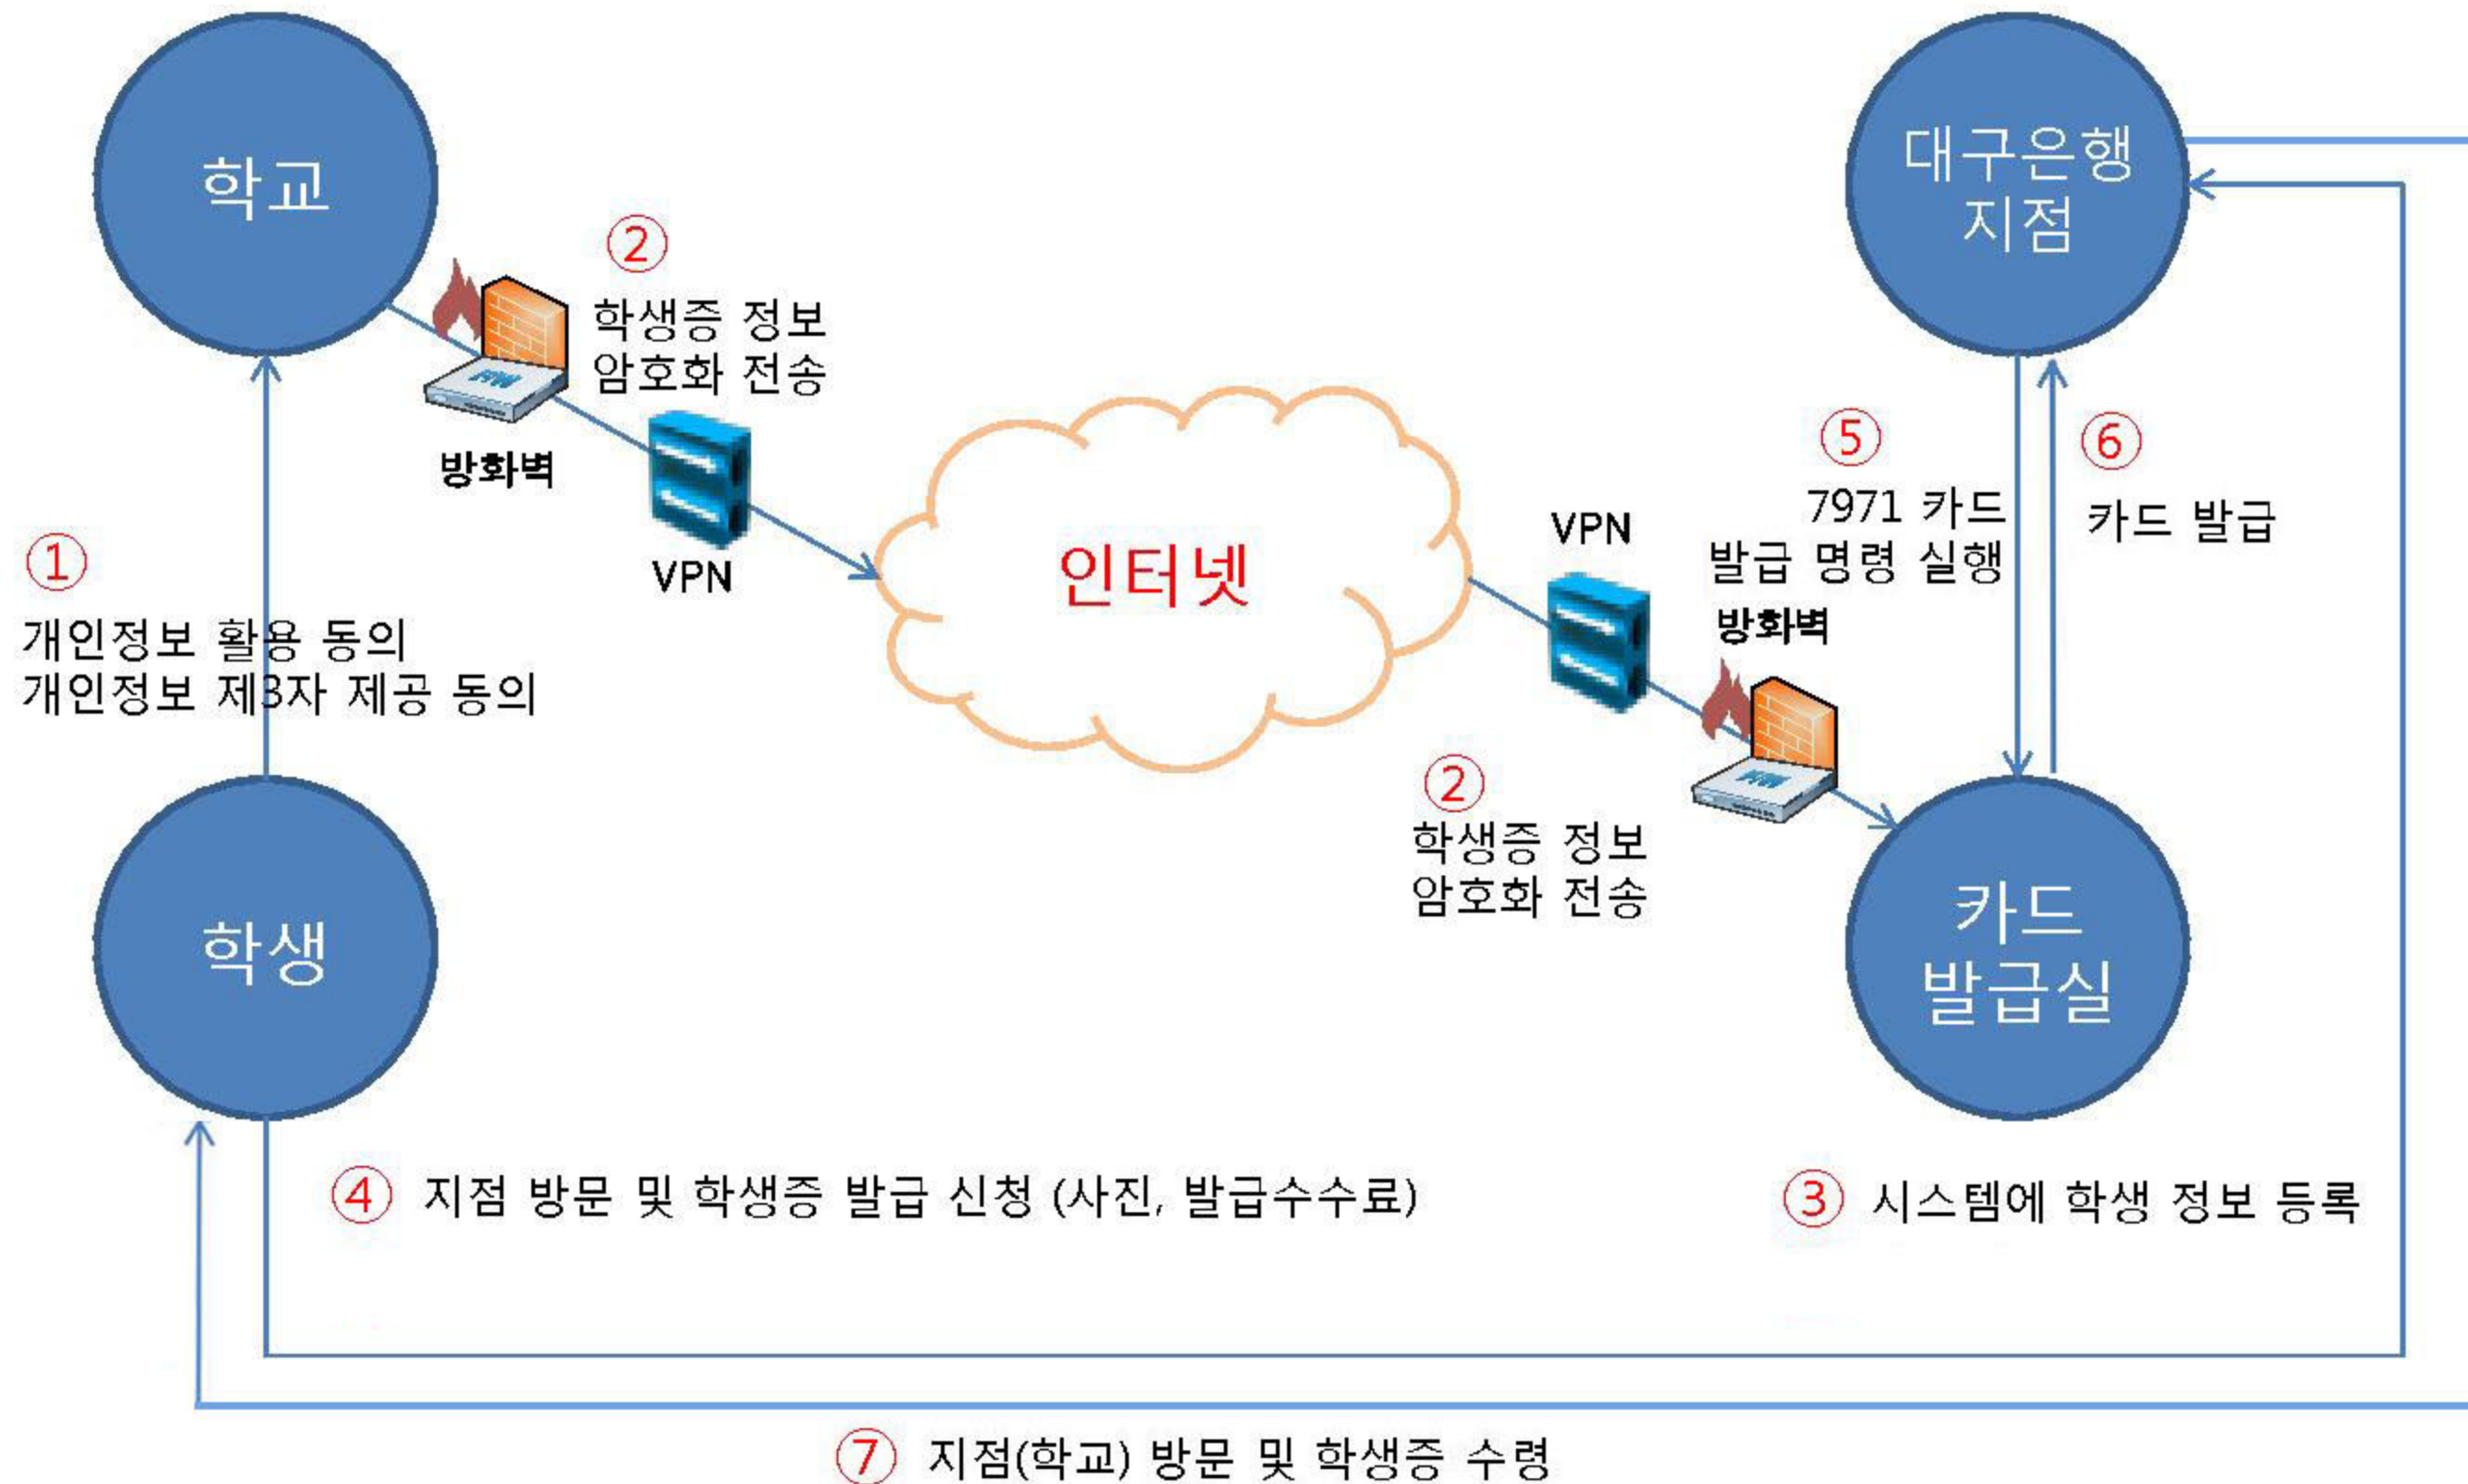 학교
대구은행
지점
②
학생증 정보
암호화 전송
방화벽
VPN
인터넷
①
개인정보 활용 동의
개인정보 제3자 제공 동의
⑤
7971 카드
발급 명령 실행
⑥
카드 발급
VPN
방화벽
②
학생증 정보
암호화 전송
학생
카드
발급실
④ 지점 방문 및 학생증 발급 신청 (사진, 발급수수료)
③ 시스템에 학생 정보 등록
⑦ 지점(학교) 방문 및 학생증 수령